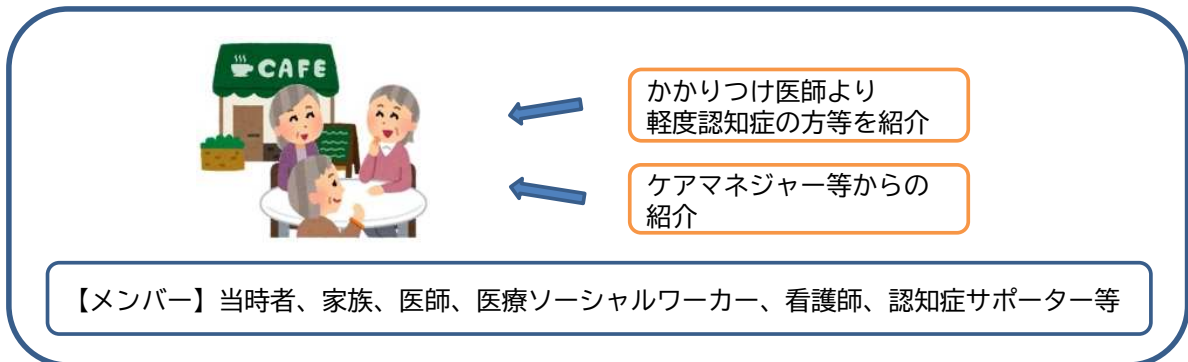 CAFE
かかりつけ医師より
軽度認知症の方等を紹介
ケアマネジャー等からの
紹介
【メンバー】当時者、家族、医師、医療ソーシャルワーカー、看護師、認知症サポーター等